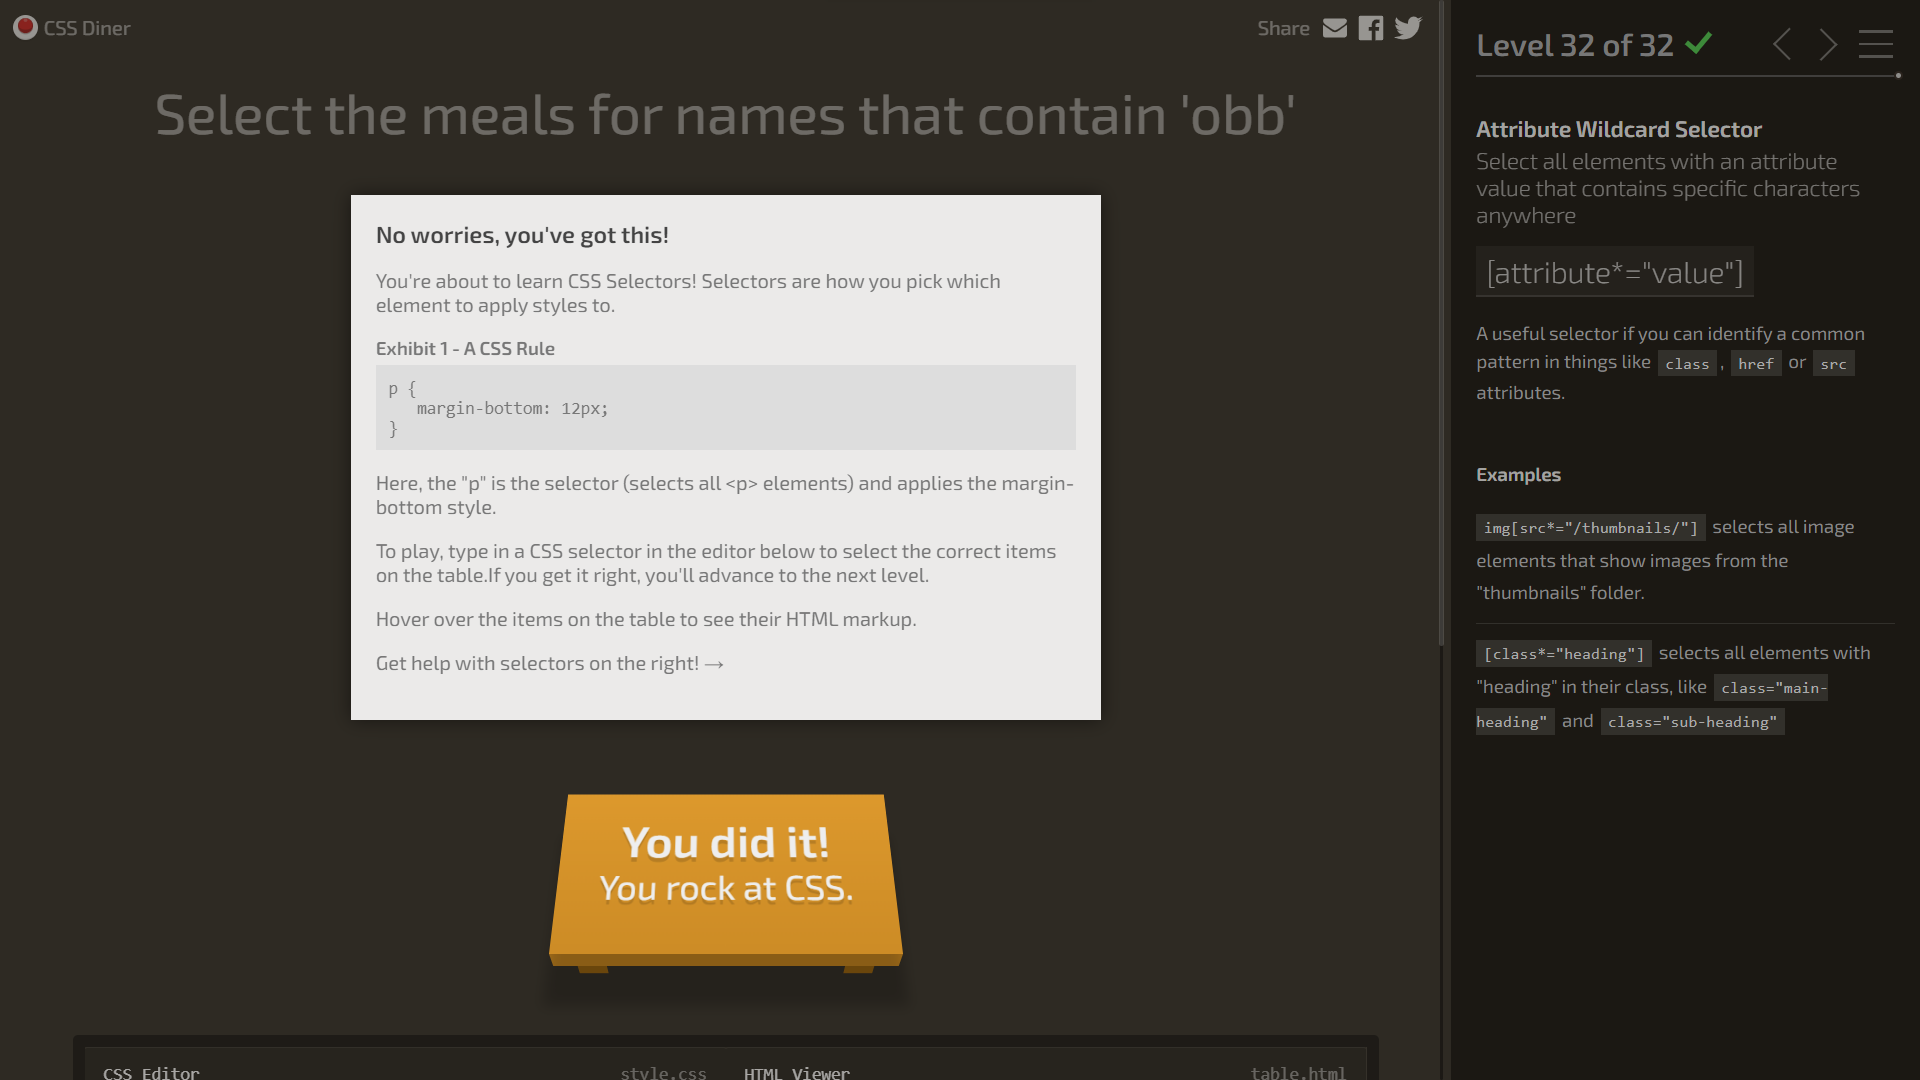 CSS Diner
Share
Select the meals for names that contain 'obb'
No worries, you've got this!
You're about to learn CSS Selectors! Selectors are how you pick which
element to apply styles to.
Exhibit 1 - A CSS Rule
p {
margin-bottom: 12px;
}
Here, the "p" is the selector (selects all <p> elements) and applies the margin-
bottom style.
To play, type in a CSS selector in the editor below to select the correct items
on the table.If you get it right, you'll advance to the next level.
Hover over the items on the table to see their HTML markup.
Get help with selectors on the right! →
You did it!
You rock at CSS.
CSS Editor
style.css
HTML Viewer
table.html
Level 32 of 32
Attribute Wildcard Selector
Select all elements with an attribute
value that contains specific characters
anywhere
[attribute*="value"]
A useful selector if you can identify a common
pattern in things like class , href or src
attributes.
Examples
img[src*="/thumbnails/"] selects all image
elements that show images from the
"thumbnails" folder.
[class*="heading"] selects all elements with
"heading" in their class, like class="main-
heading" and class="sub-heading"